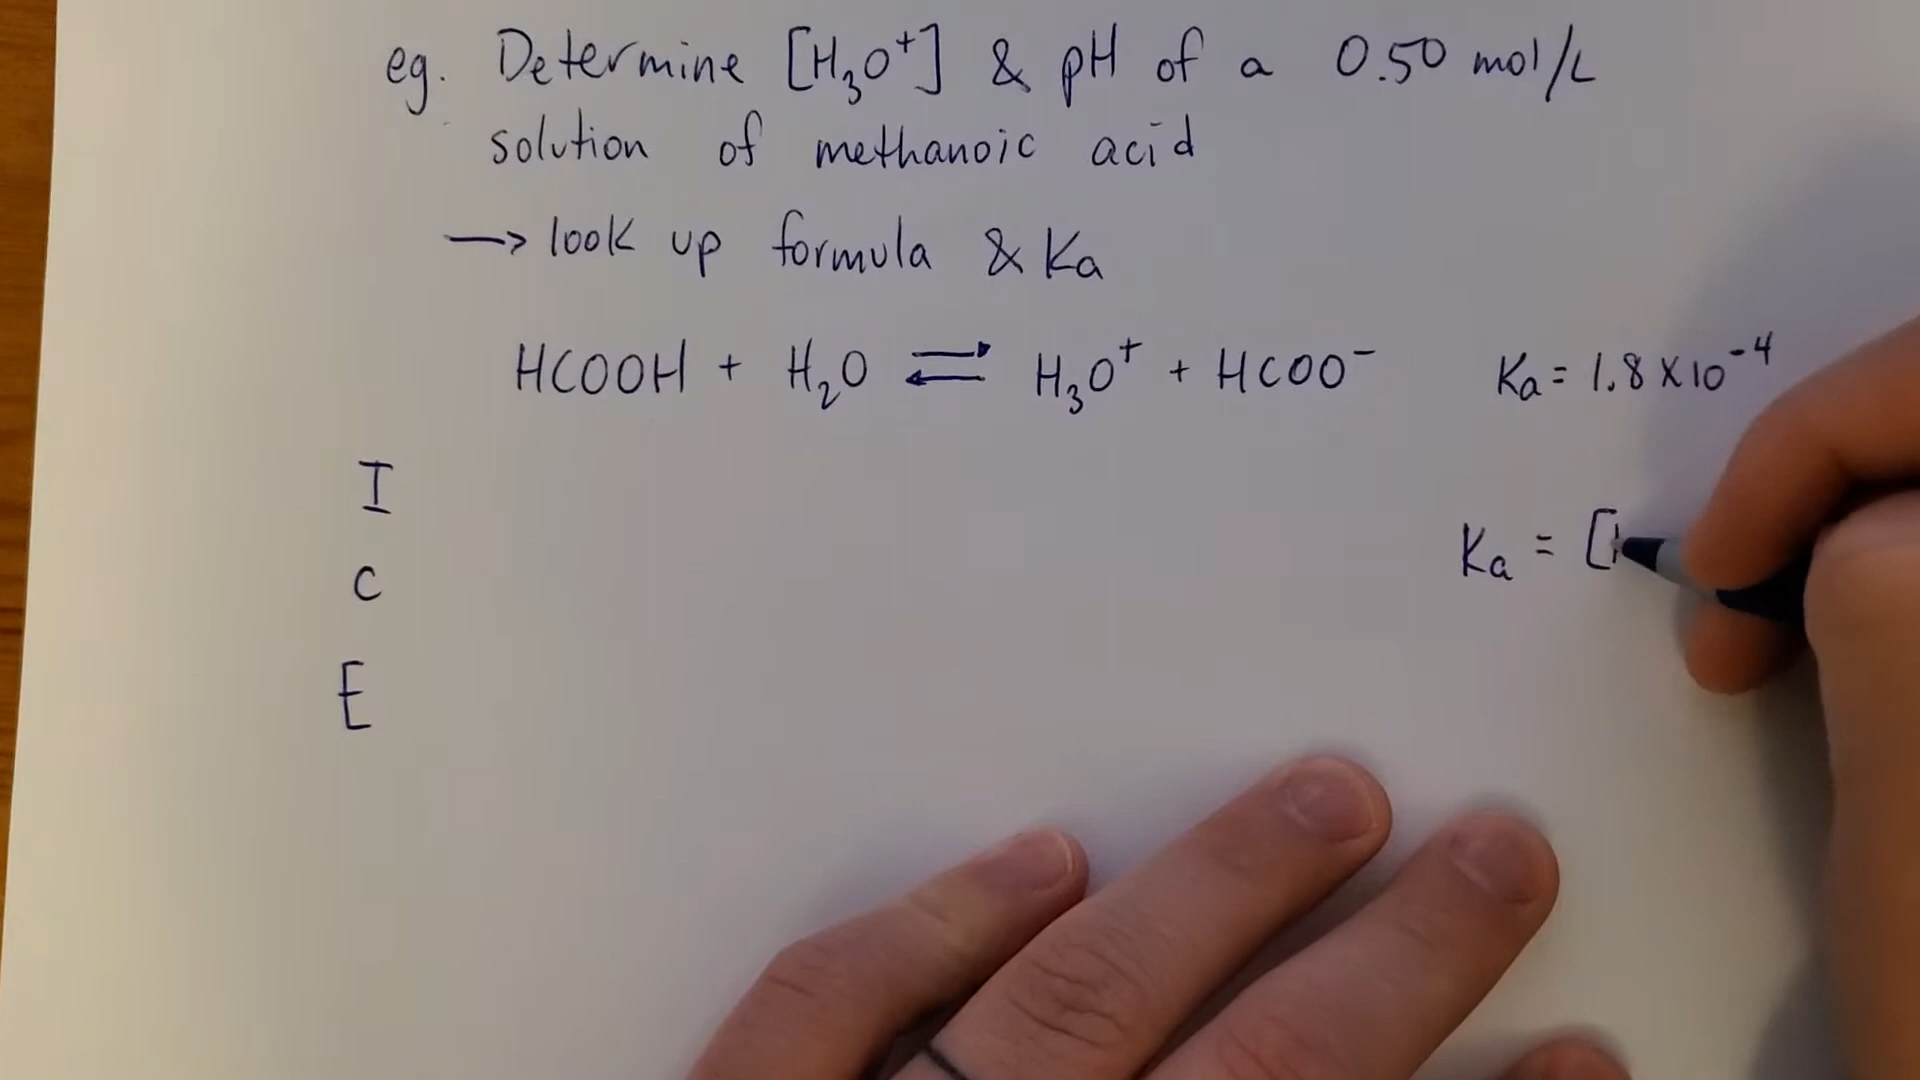 eg. Determine [H₃O⁺] & pH of a 0.50 mol/L
solution of methanoic acid
→ look up formula & Ka
HCOOH + H₂O ⇌ H₃O⁺ + HCOO⁻ Ka = 1.8 x 10⁻⁴
I
Ka = [
C
E